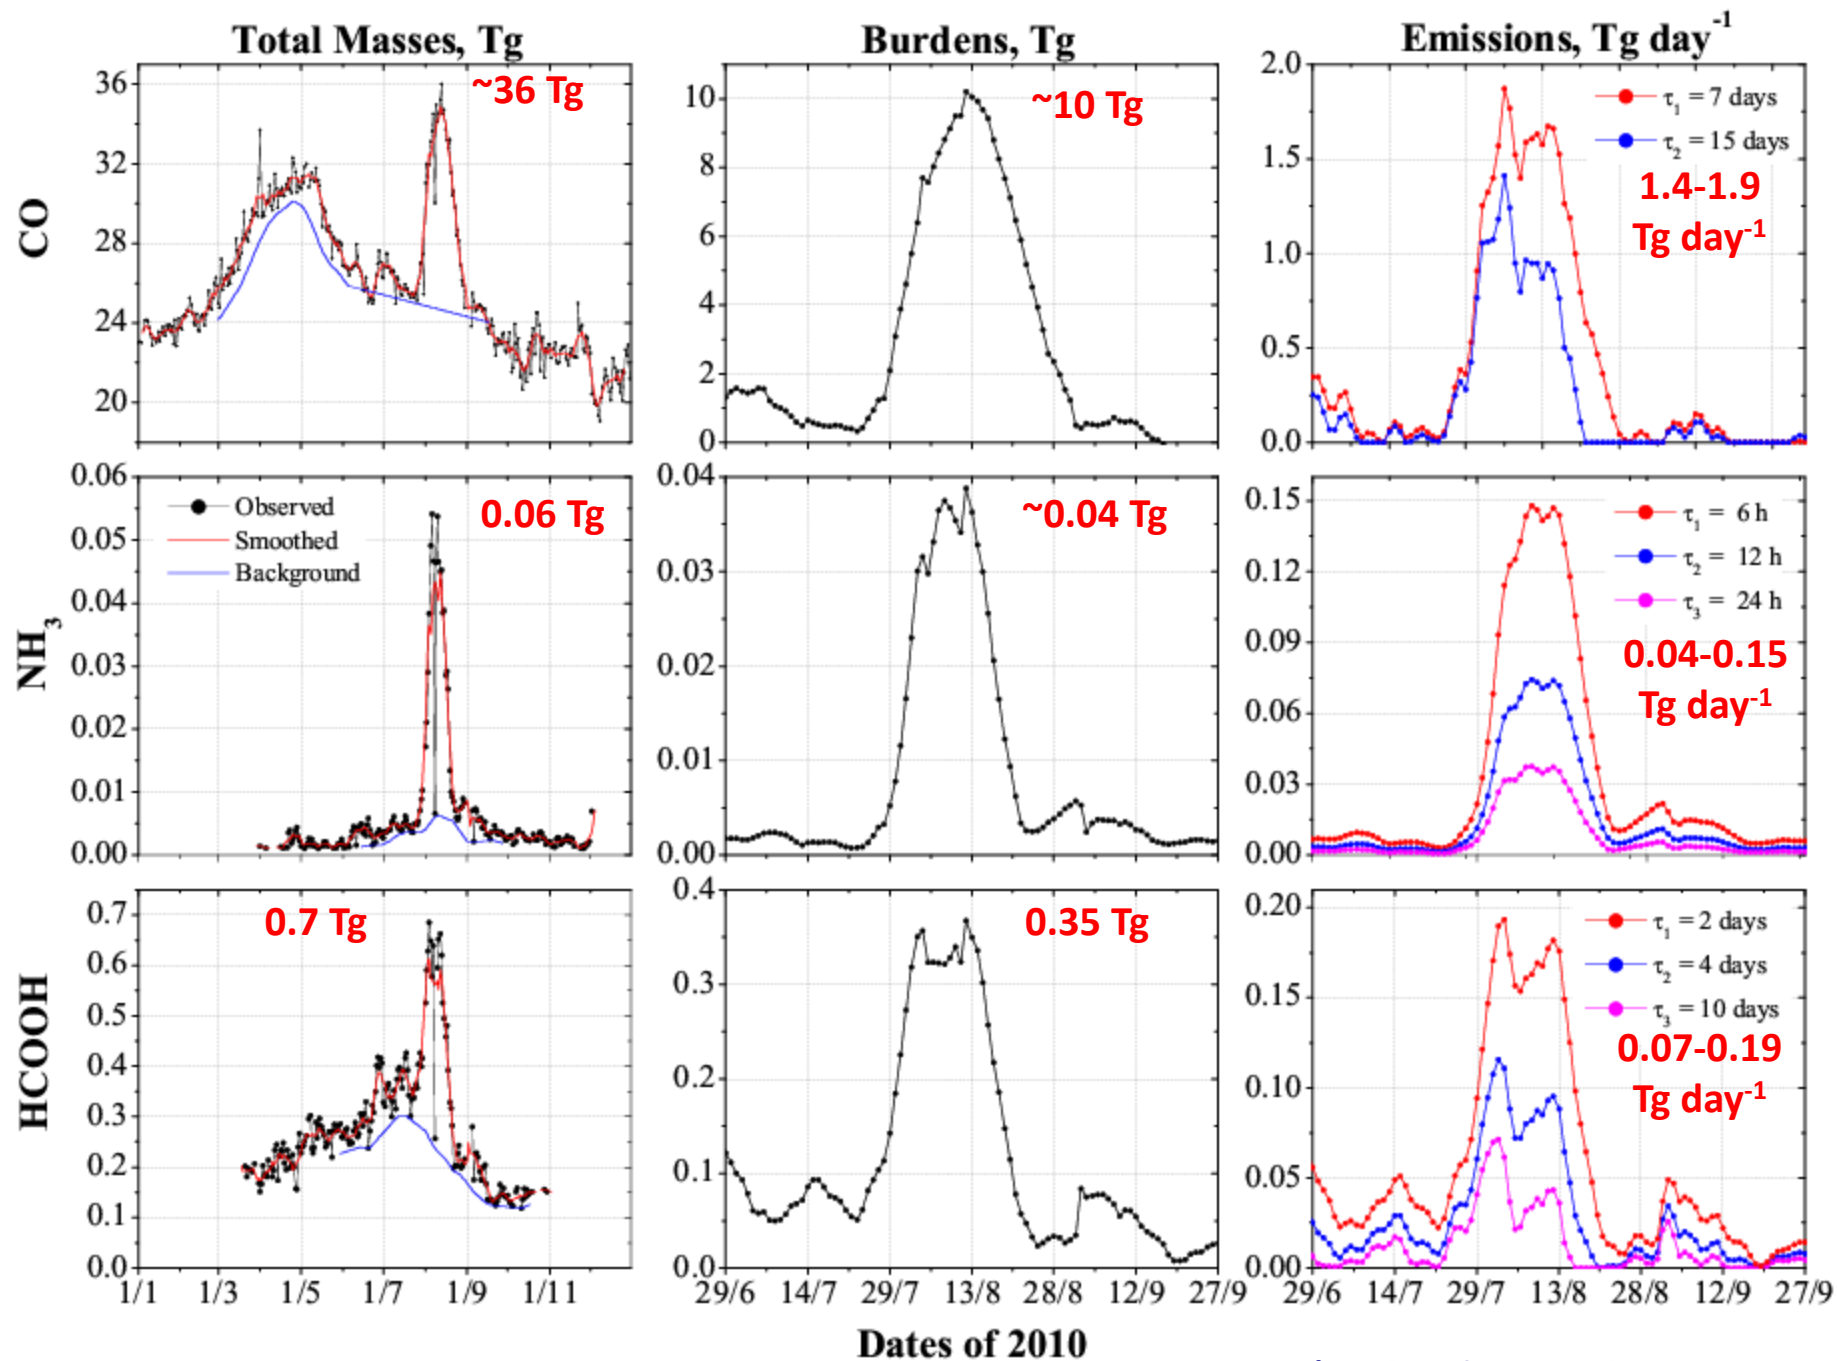 Total Masses, Tg
Burdens, Tg
Emissions, Tg day⁻¹
CO
36
32
28
24
20
~36 Tg
10
8
6
4
2
0
~10 Tg
2.0
1.5
1.0
0.5
0.0
τ₁ = 7 days
τ₂ = 15 days
1.4-1.9
Tg day⁻¹
NH₃
0.06
0.05
0.04
0.03
0.02
0.01
0.00
Observed
Smoothed
Background
0.06 Tg
0.04
0.03
0.02
0.01
0.00
~0.04 Tg
0.15
0.12
0.09
0.06
0.03
0.00
τ₁ = 6 h
τ₂ = 12 h
τ₃ = 24 h
0.04-0.15
Tg day⁻¹
HCOOH
0.7
0.6
0.5
0.4
0.3
0.2
0.1
0.0
0.7 Tg
1/1 1/3 1/5 1/7 1/9 1/11
0.4
0.3
0.2
0.1
0.0
0.35 Tg
29/6 14/7 29/7 13/8 28/8 12/9 27/9
0.20
0.15
0.10
0.05
0.00
τ₁ = 2 days
τ₂ = 4 days
τ₃ = 10 days
0.07-0.19
Tg day⁻¹
29/6 14/7 29/7 13/8 28/8 12/9 27/9
Dates of 2010